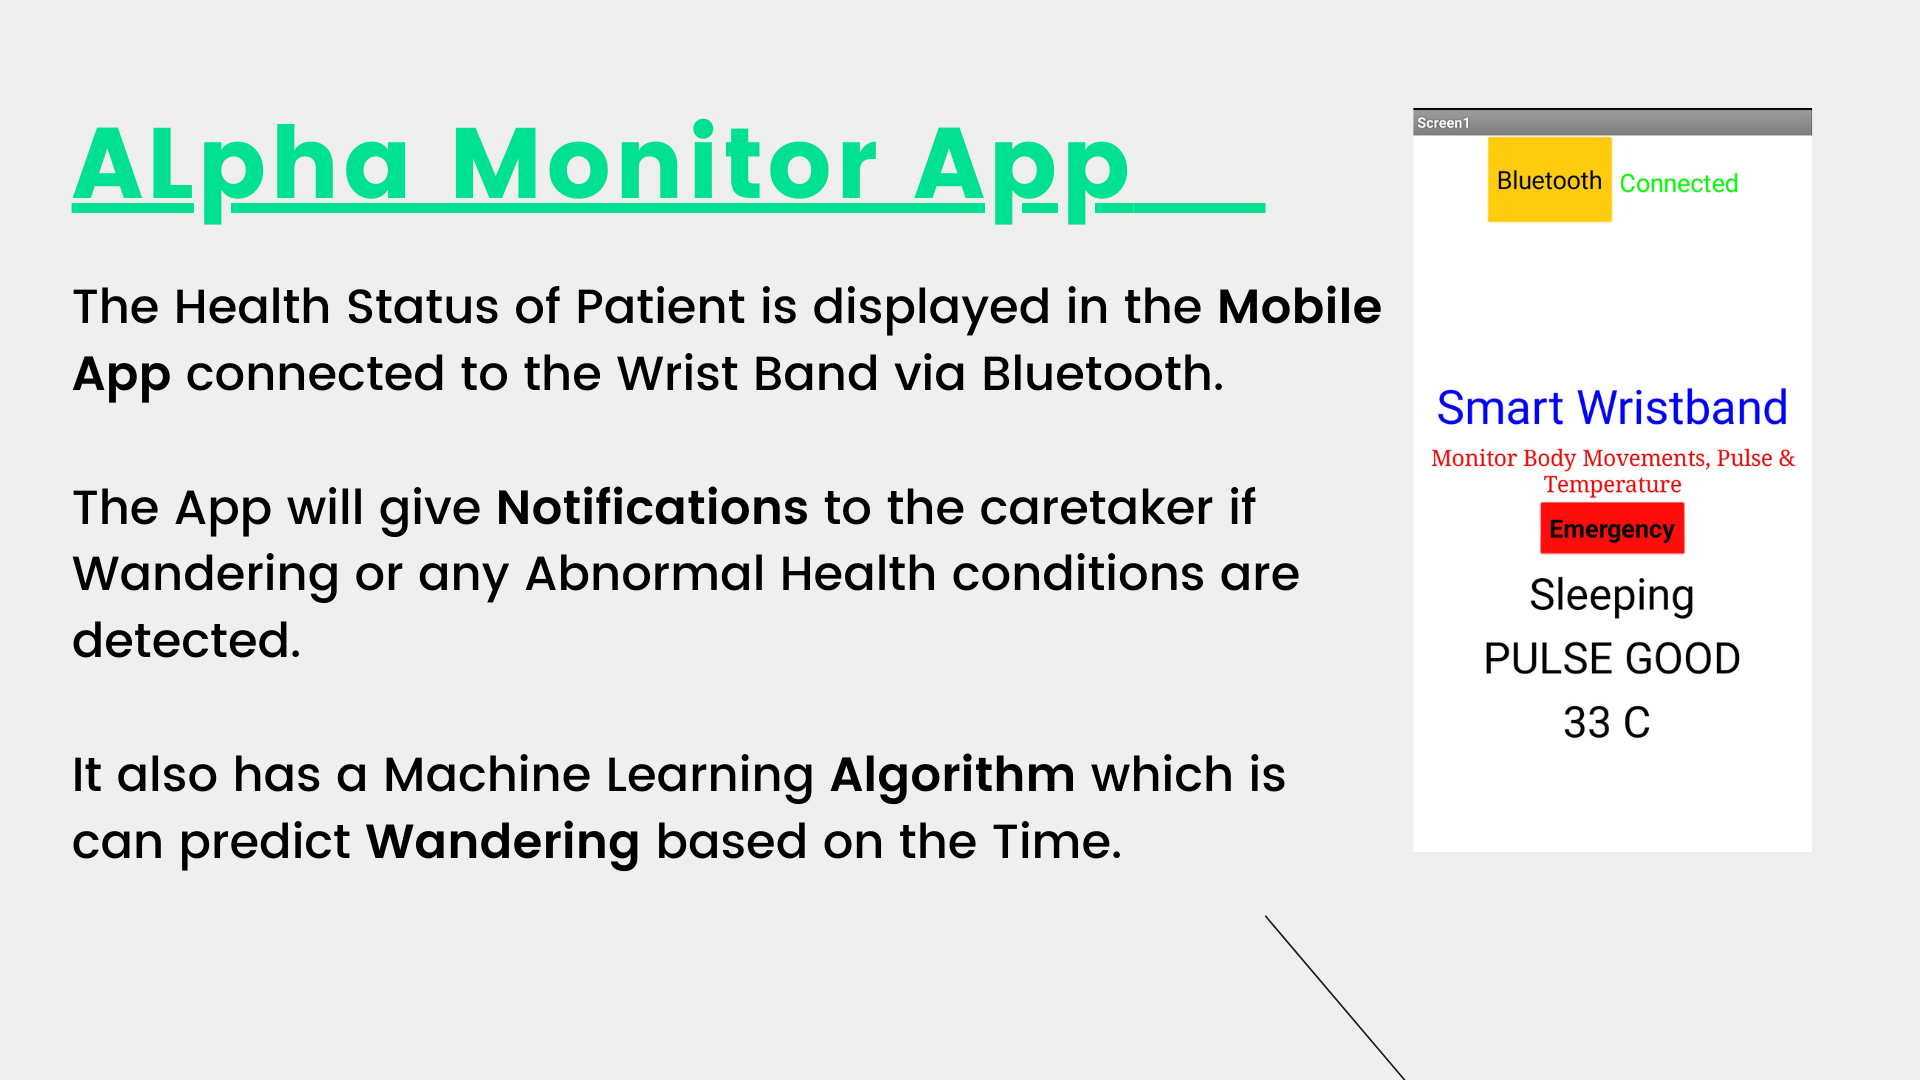 ALpha Monitor App
The Health Status of Patient is displayed in the Mobile
App connected to the Wrist Band via Bluetooth.
The App will give Notifications to the caretaker if
Wandering or any Abnormal Health conditions are
detected.
It also has a Machine Learning Algorithm which is
can predict Wandering based on the Time.
Screen1
Bluetooth Connected
Smart Wristband
Monitor Body Movements, Pulse &
Temperature
Emergency
Sleeping
PULSE GOOD
33 C